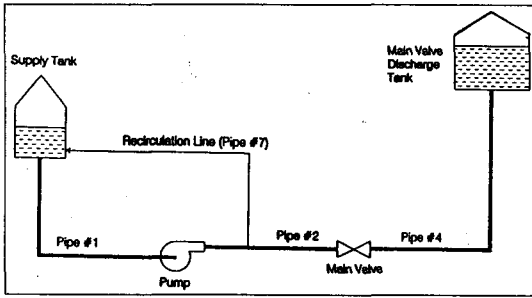 Supply Tank
Main Valve
Discharge
Tank
Recirculation Line (Pipe #7)
Pipe #1
Pipe #2
Pipe #4
Main Valve
Pump